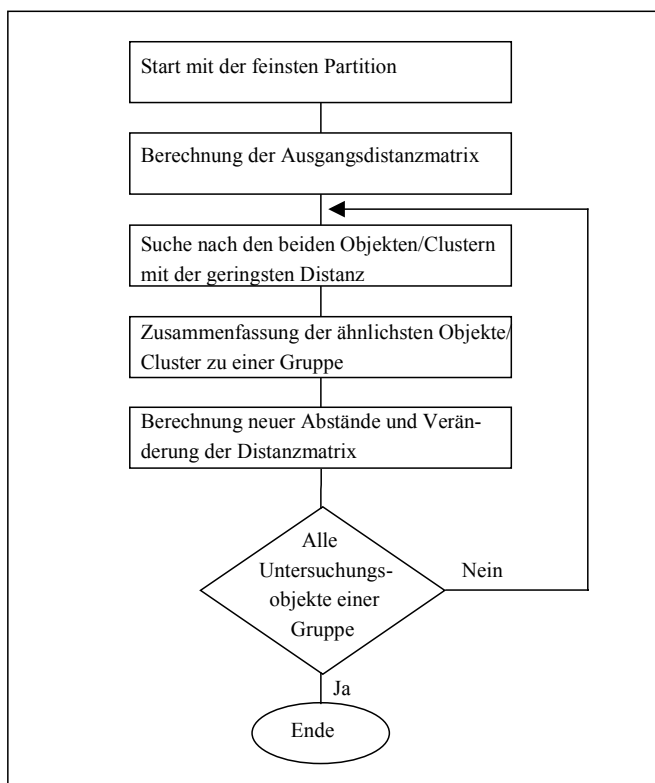 Start mit der feinsten Partition
Berechnung der Ausgangsdistanzmatrix
Suche nach den beiden Objekten/Clustern
mit der geringsten Distanz
Zusammenfassung der ähnlichsten Objekte/
Cluster zu einer Gruppe
Berechnung neuer Abstände und Verän-
derung der Distanzmatrix
Alle
Untersuchungs-
objekte einer
Gruppe
Nein
Ja
Ende